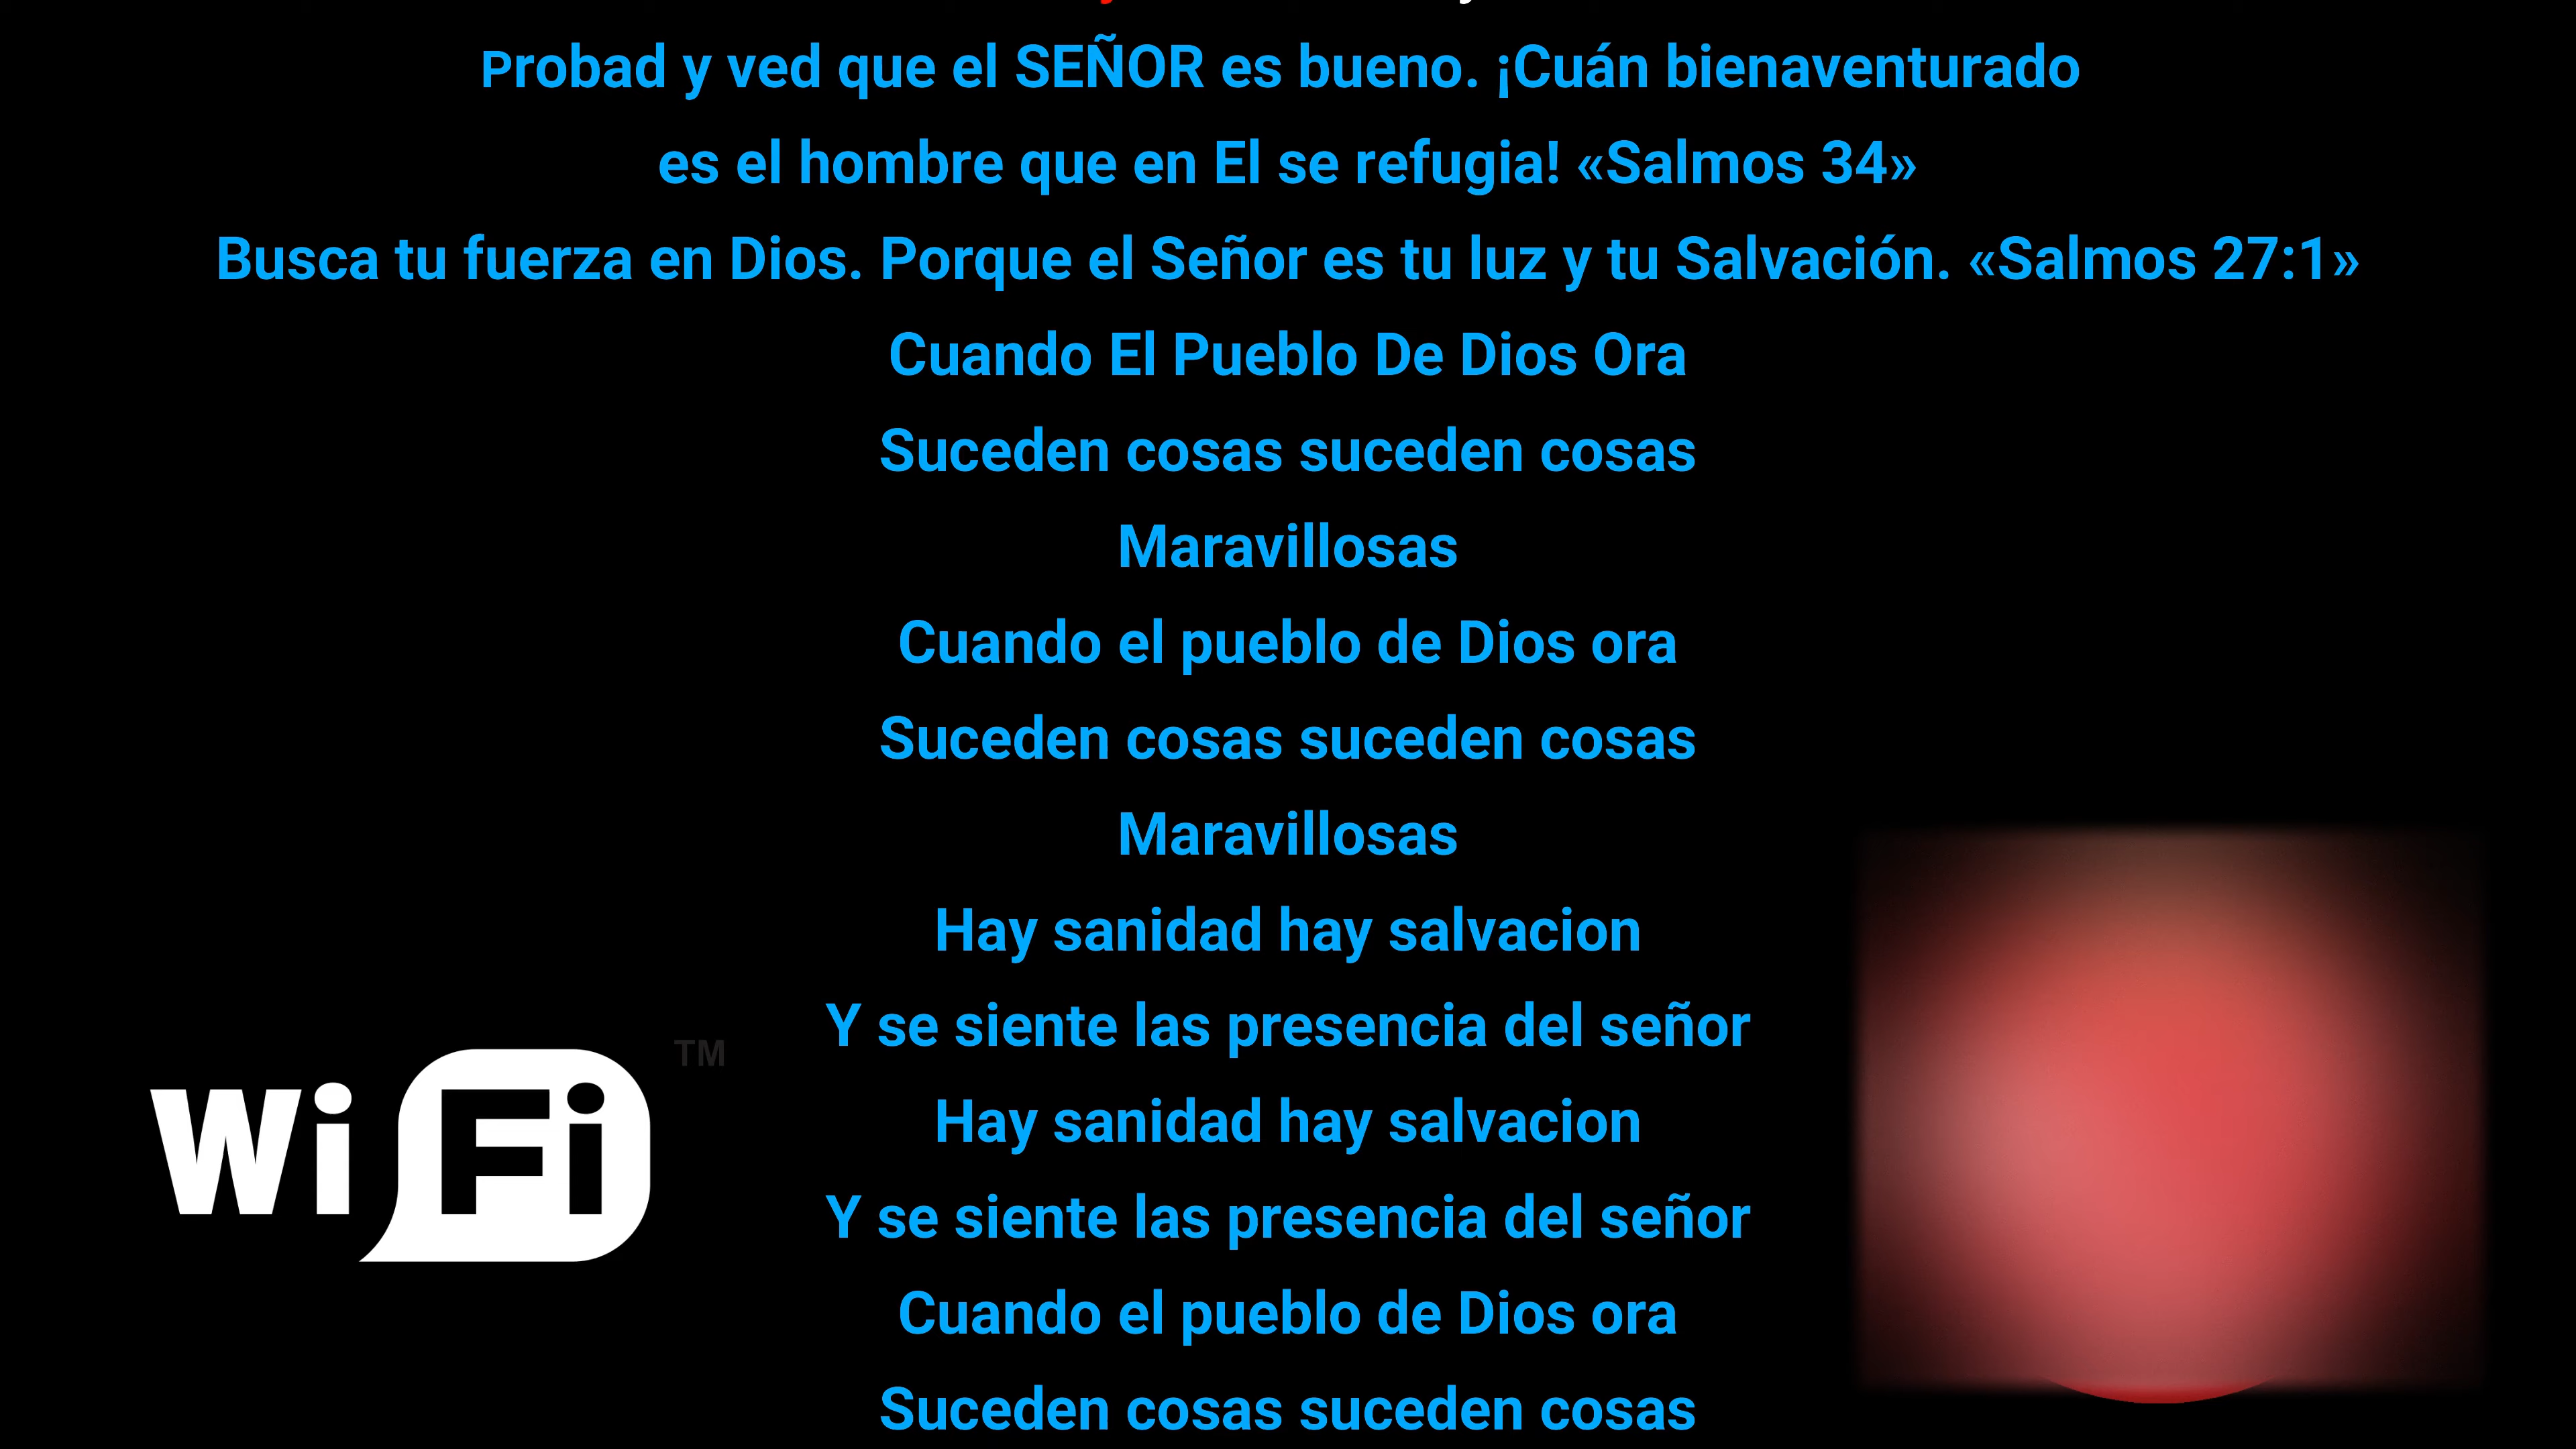 Probad y ved que el SEÑOR es bueno. ¡Cuán bienaventurado
es el hombre que en El se refugia! «Salmos 34»
Busca tu fuerza en Dios. Porque el Señor es tu luz y tu Salvación. «Salmos 27:1»
Cuando El Pueblo De Dios Ora
Suceden cosas suceden cosas
Maravillosas
Cuando el pueblo de Dios ora
Suceden cosas suceden cosas
Maravillosas
Hay sanidad hay salvacion
Y se siente las presencia del señor
Hay sanidad hay salvacion
Y se siente las presencia del señor
Cuando el pueblo de Dios ora
Suceden cosas suceden cosas
Wi Fi TM